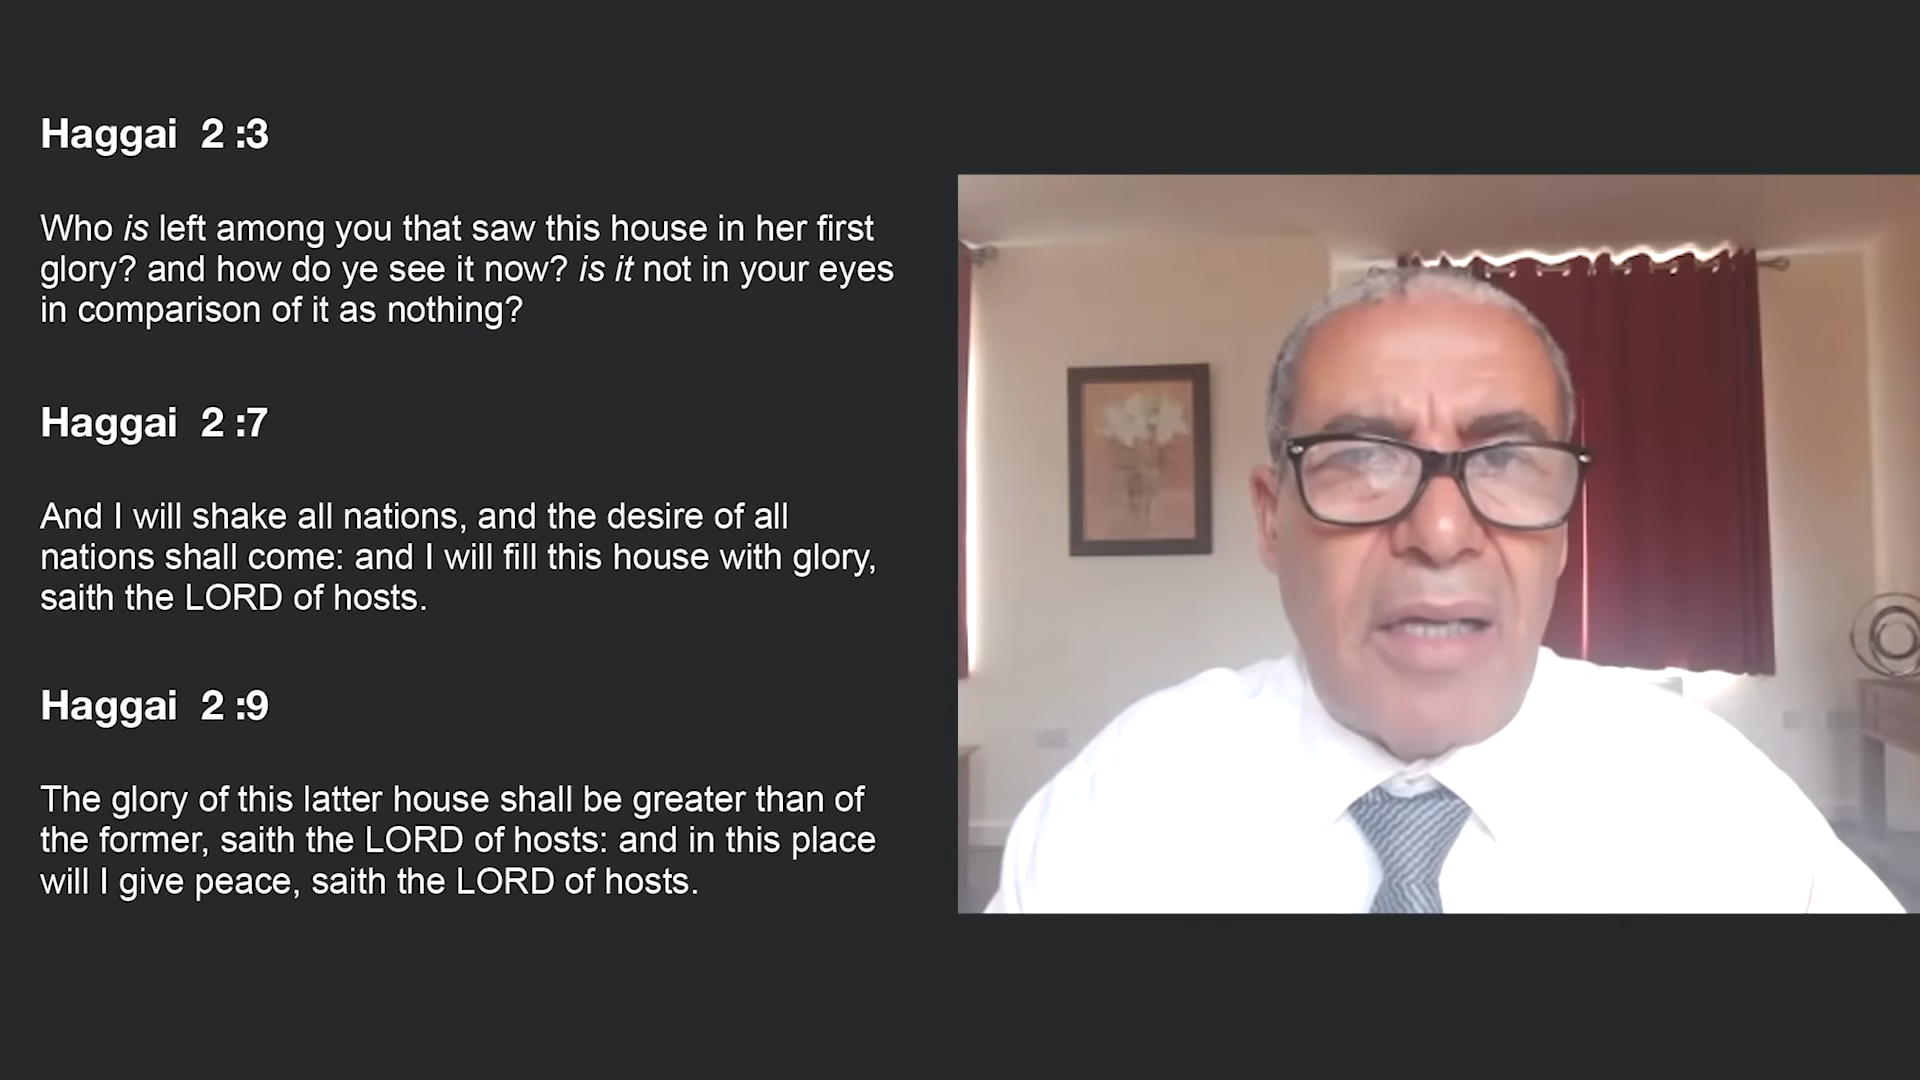 Haggai 2 :3
Who is left among you that saw this house in her first
glory? and how do ye see it now? is it not in your eyes
in comparison of it as nothing?
Haggai 2 :7
And I will shake all nations, and the desire of all
nations shall come: and I will fill this house with glory,
saith the LORD of hosts.
Haggai 2 :9
The glory of this latter house shall be greater than of
the former, saith the LORD of hosts: and in this place
will I give peace, saith the LORD of hosts.